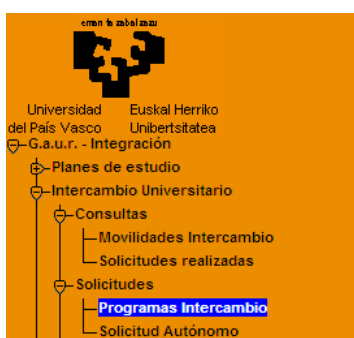 eman ta zabal zazu
Universidad Euskal Herriko
del País Vasco Unibertsitatea
G.a.u.r. - Integración
Planes de estudio
Intercambio Universitario
Consultas
Movilidades Intercambio
Solicitudes realizadas
Solicitudes
Programas Intercambio
Solicitud Autónomo